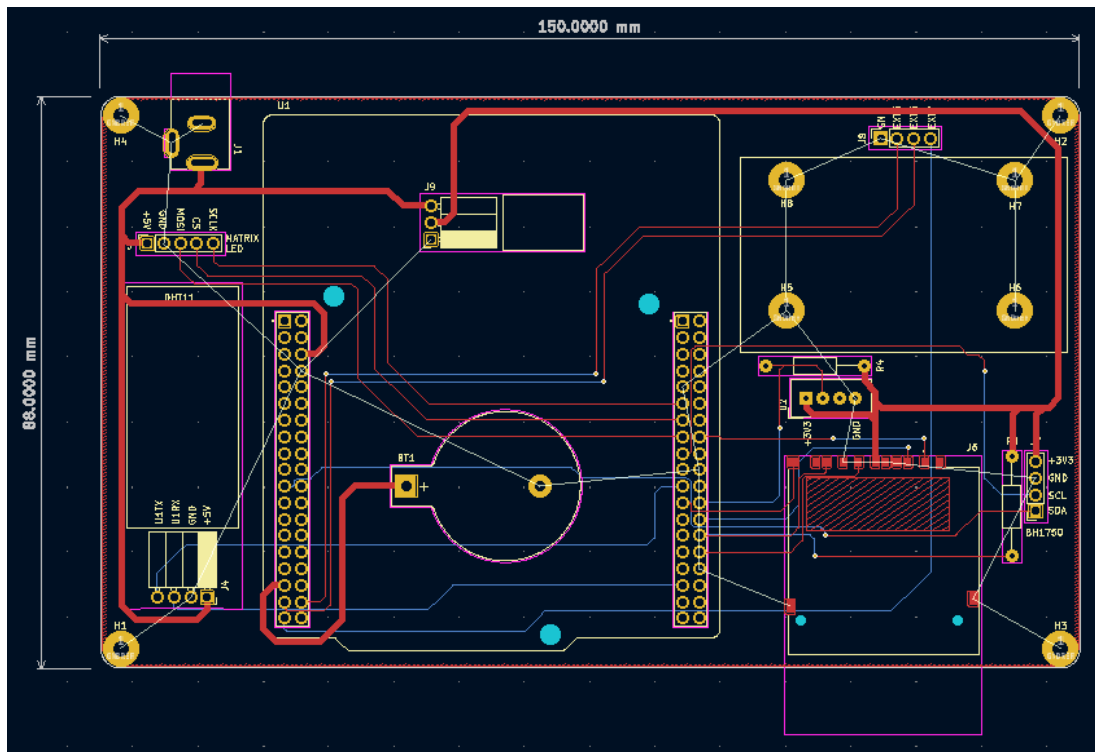 150.0000 mm
88.0000 mm
U1
J1
H4
H2
GN
J8
J9
+5V
GND
MOSI
CS
SCLK
MATRIX
LED
H8
H7
DHT11
H5
H6
R4
U2
+3V3
GND
BT1
+
J6
+3V3
GND
SCL
SDA
BH1750
U1TX
U1RX
GND
+5V
J4
H1
H3